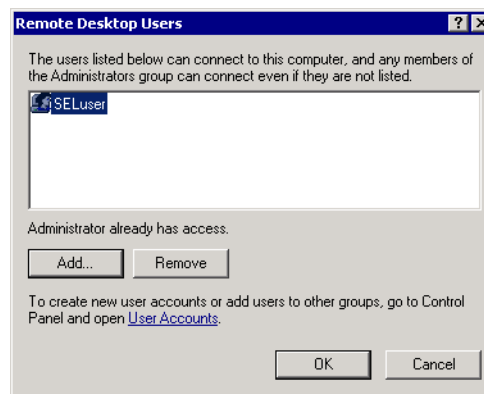 Remote Desktop Users
The users listed below can connect to this computer, and any members of
the Administrators group can connect even if they are not listed.
SELuser
Administrator already has access.
Add... Remove
To create new user accounts or add users to other groups, go to Control
Panel and open User Accounts.
OK Cancel